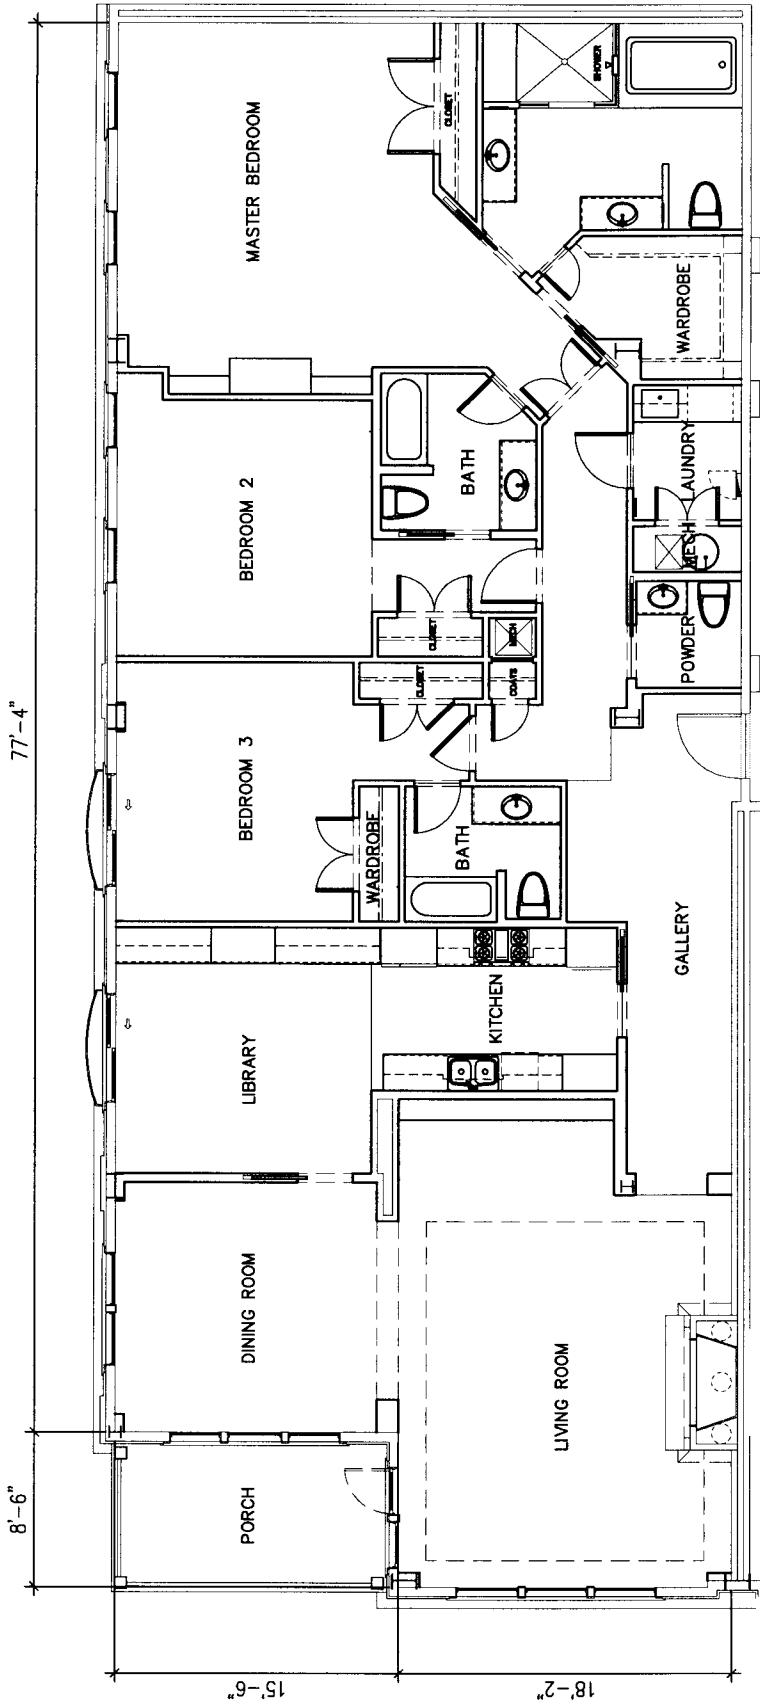 77'-4"
8'-6"
15'-6"
18'-2"
MASTER BEDROOM
CLOSET
SHOWER
WARDROBE
BEDROOM 2
BATH
LAUNDRY
MECH
CLOSET
MECH
POWDER
BEDROOM 3
CLOSET
COATS
WARDROBE
BATH
GALLERY
LIBRARY
KITCHEN
DINING ROOM
LIVING ROOM
PORCH